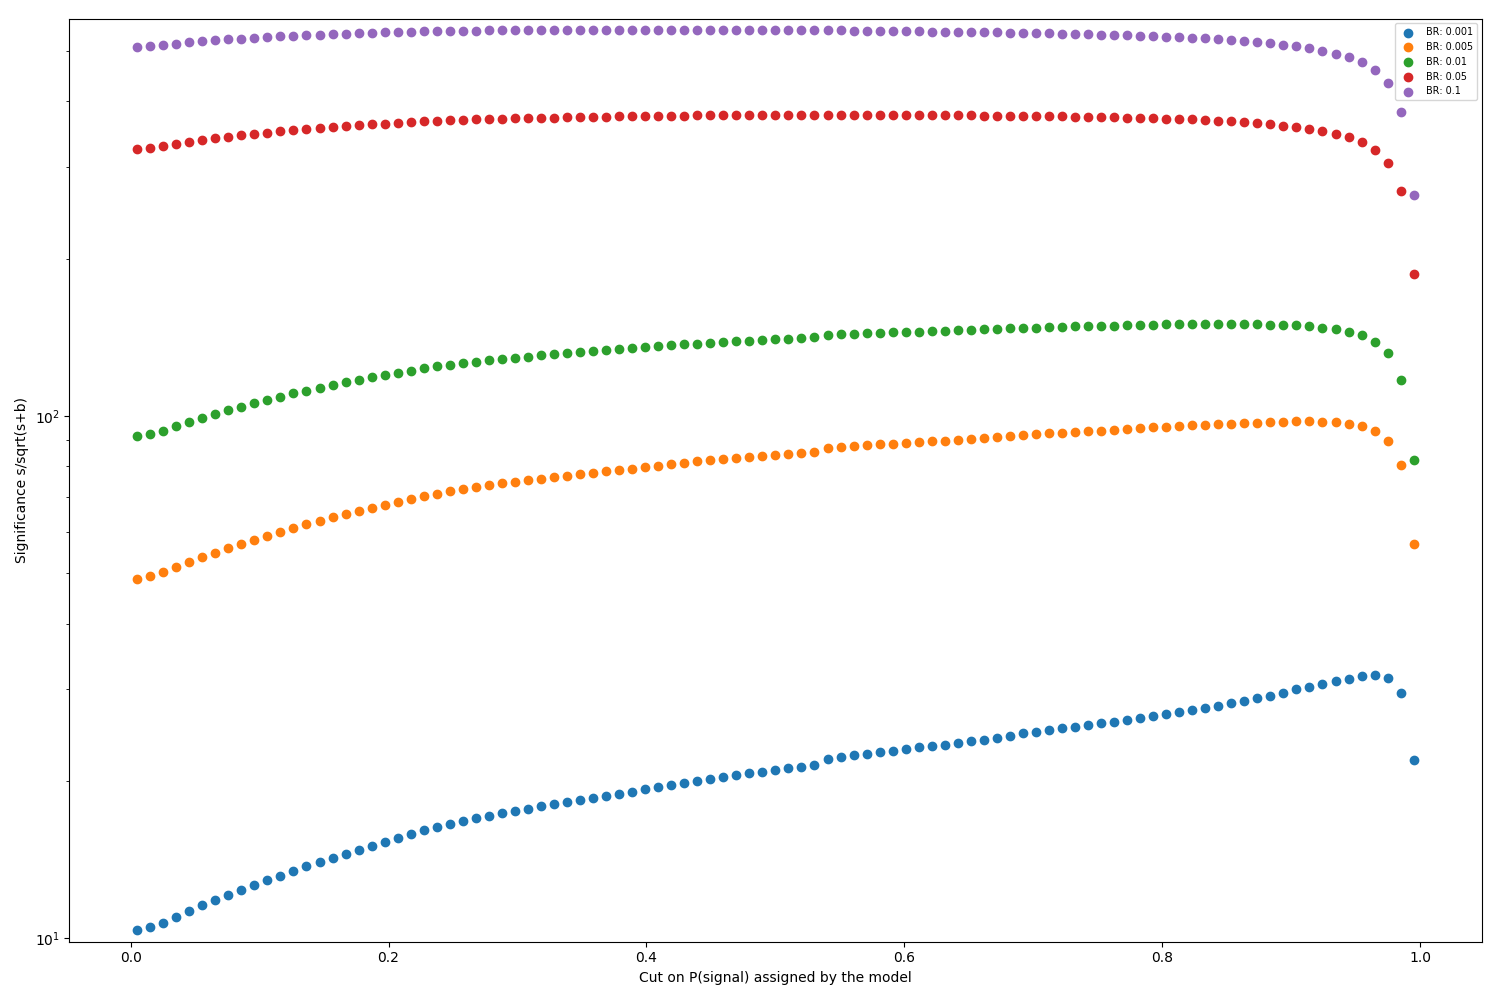 BR: 0.001
BR: 0.005
BR: 0.01
BR: 0.05
BR: 0.1
Significance s/sqrt(s+b)
10²
10¹
0.0 0.2 0.4 0.6 0.8 1.0
Cut on P(signal) assigned by the model